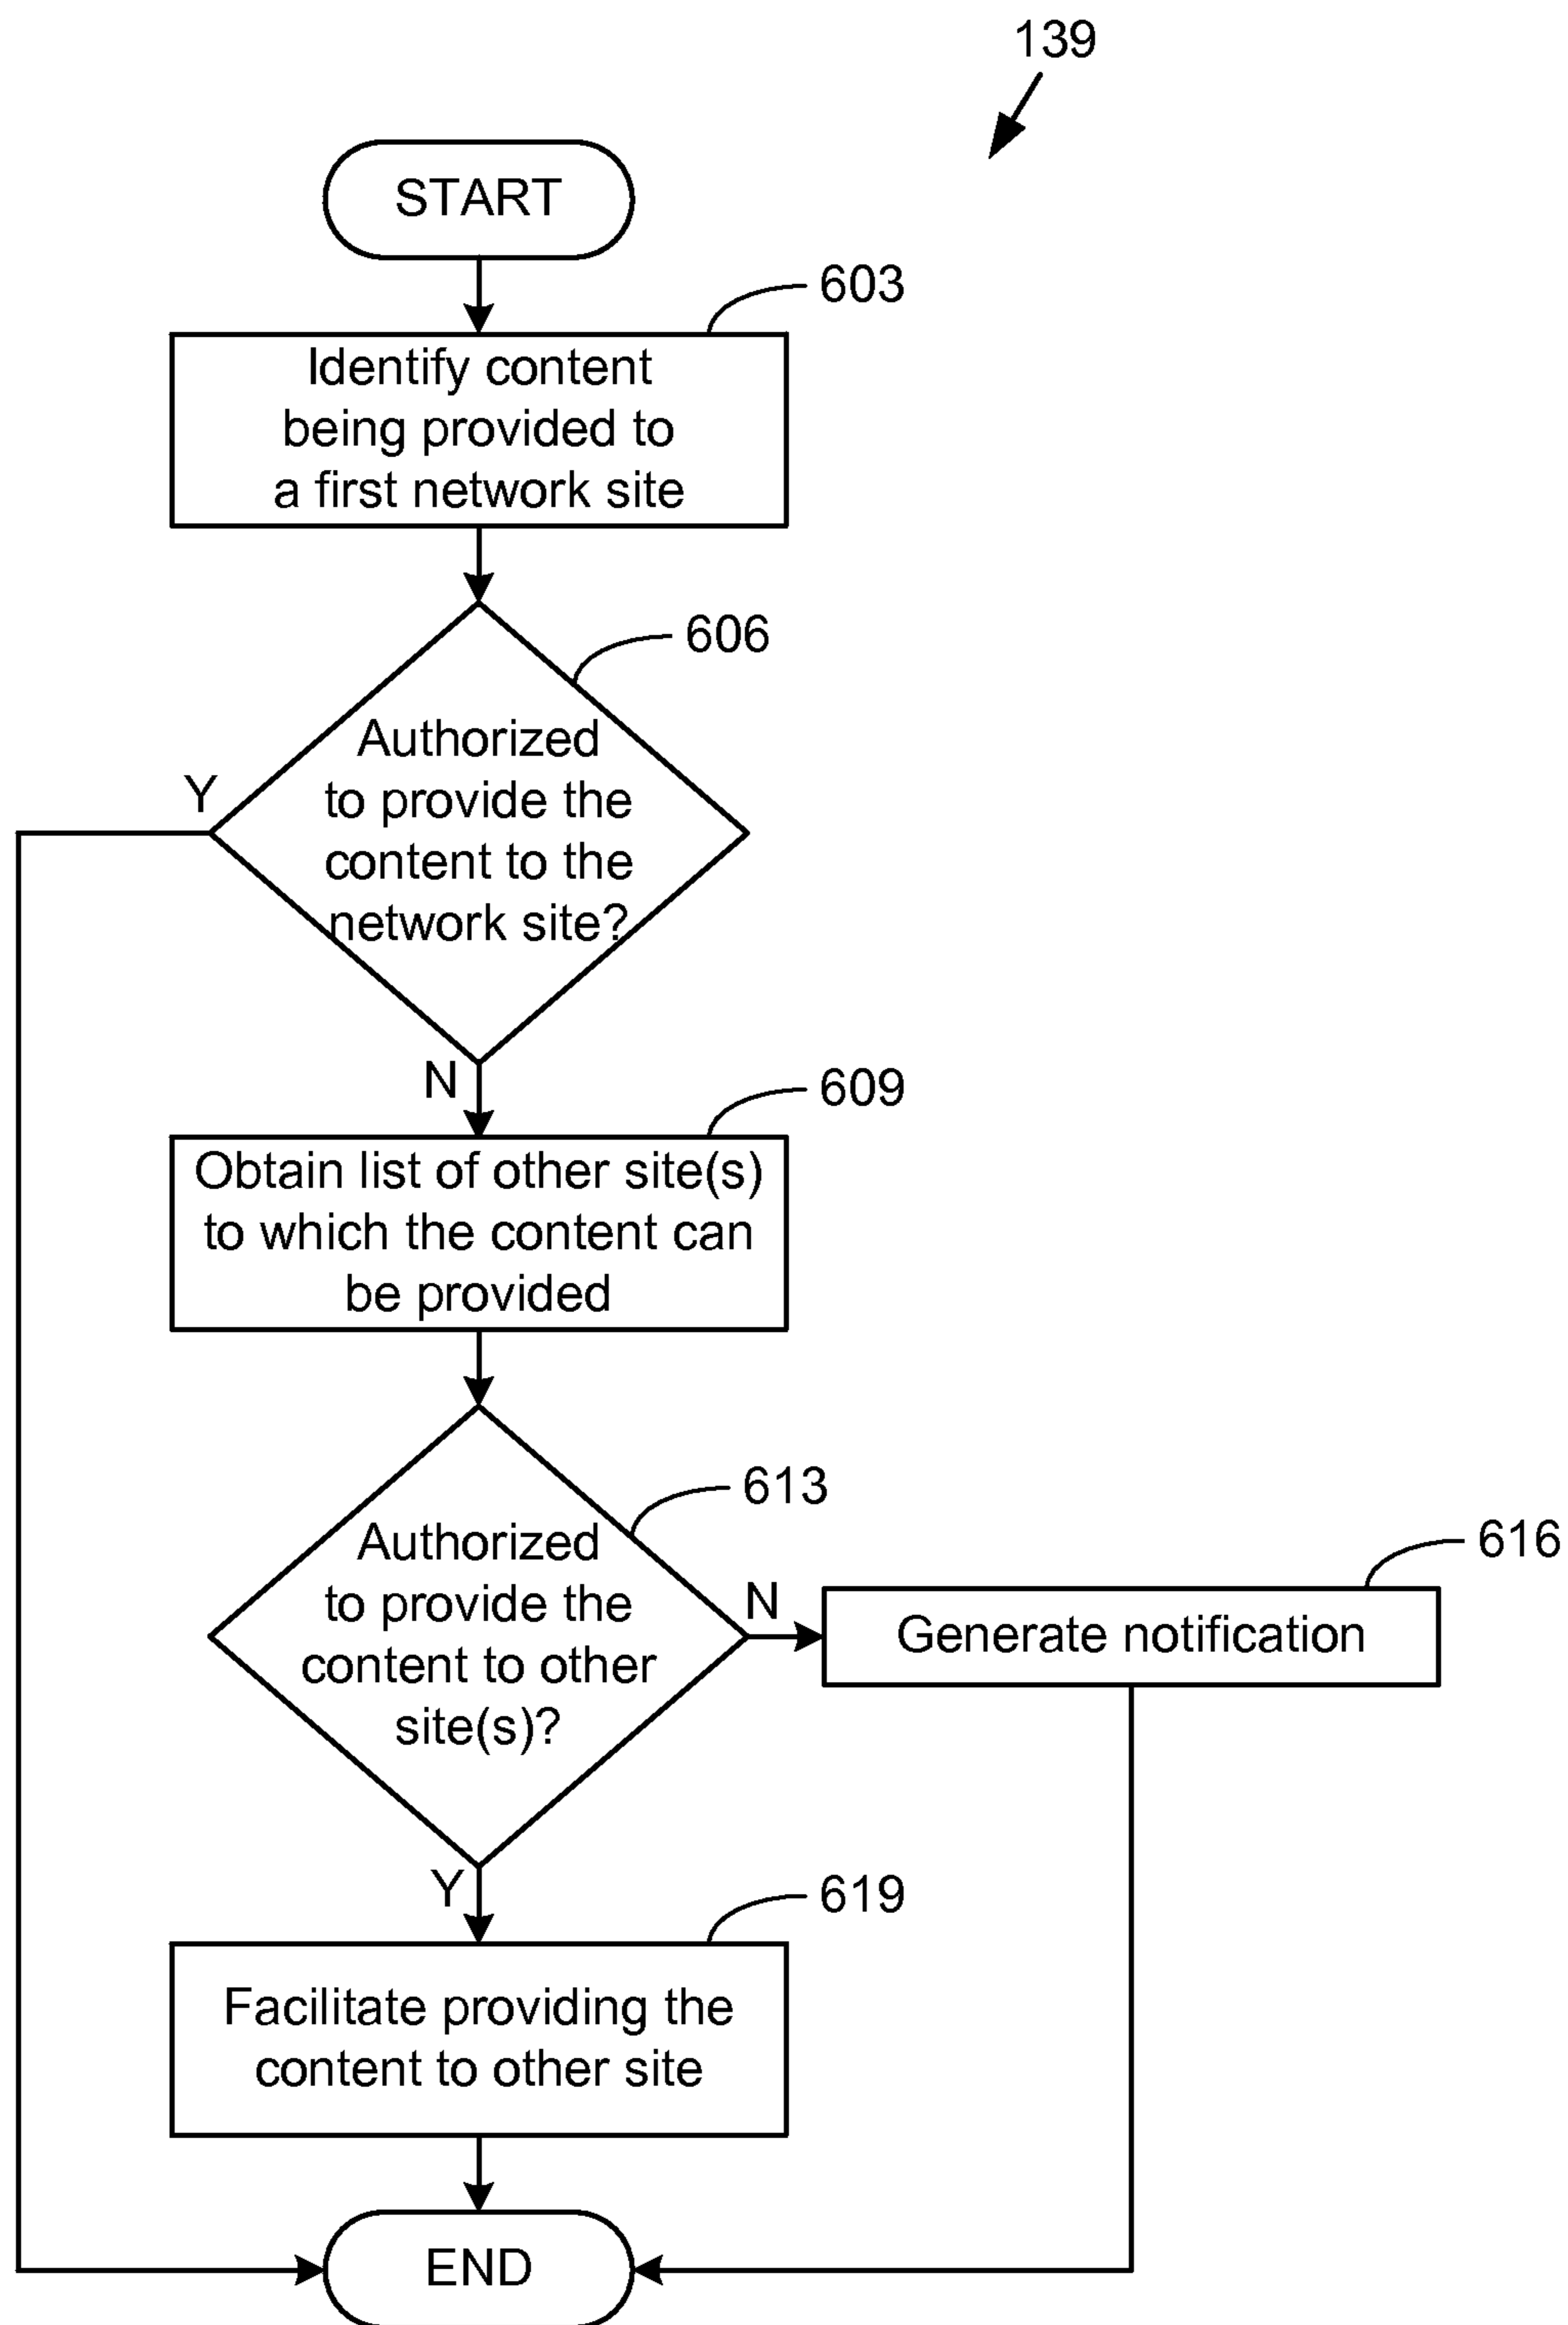 139
START
603
Identify content
being provided to
a first network site
606
Authorized
to provide the
content to the
network site?
Y
N
609
Obtain list of other site(s)
to which the content can
be provided
613
Authorized
to provide the
content to other
site(s)?
N
616
Generate notification
Y
619
Facilitate providing the
content to other site
END